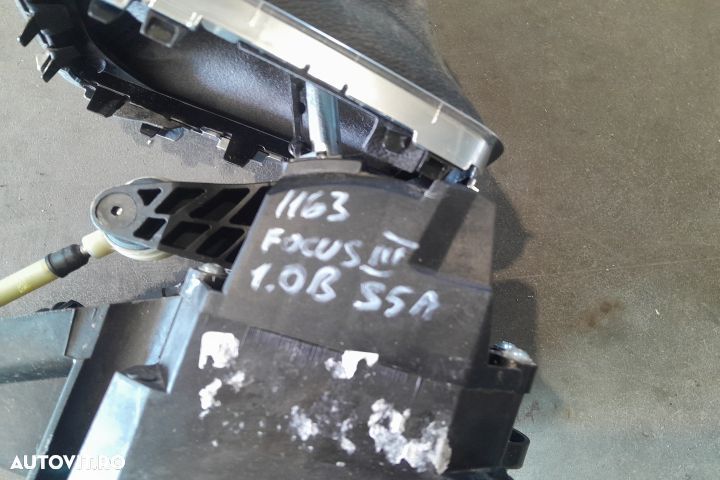 1163
FOCUS III
1.0B S5A
AUTOVIT.RO